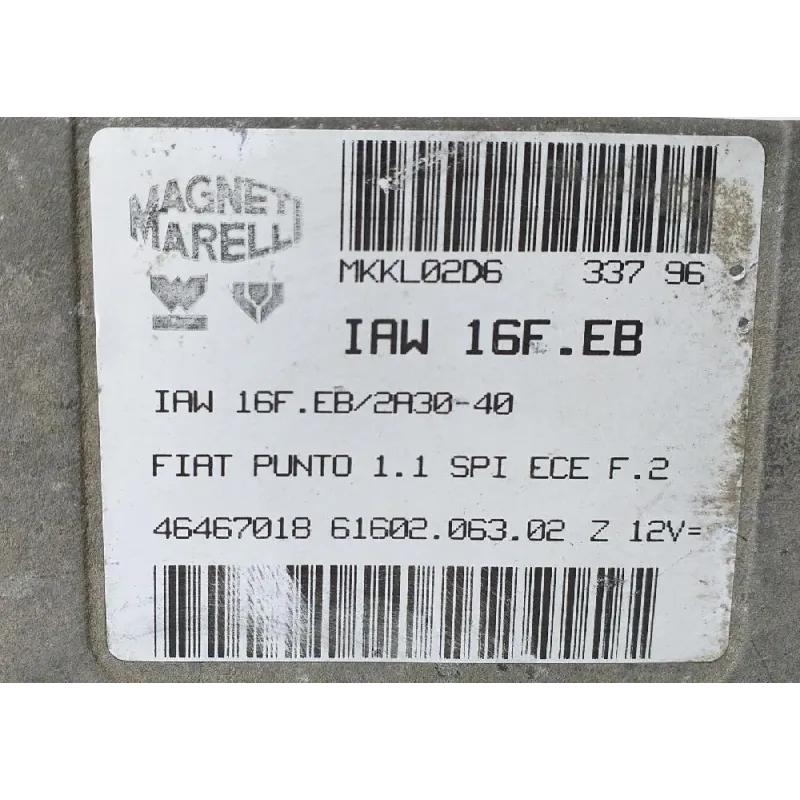 MAGNETI
MARELLI
MKKL02D6 337 96
IAW 16F.EB
IAW 16F.EB/2A30-40
FIAT PUNTO 1.1 SPI ECE F.2
46467018 61602.063.02 Z 12V=